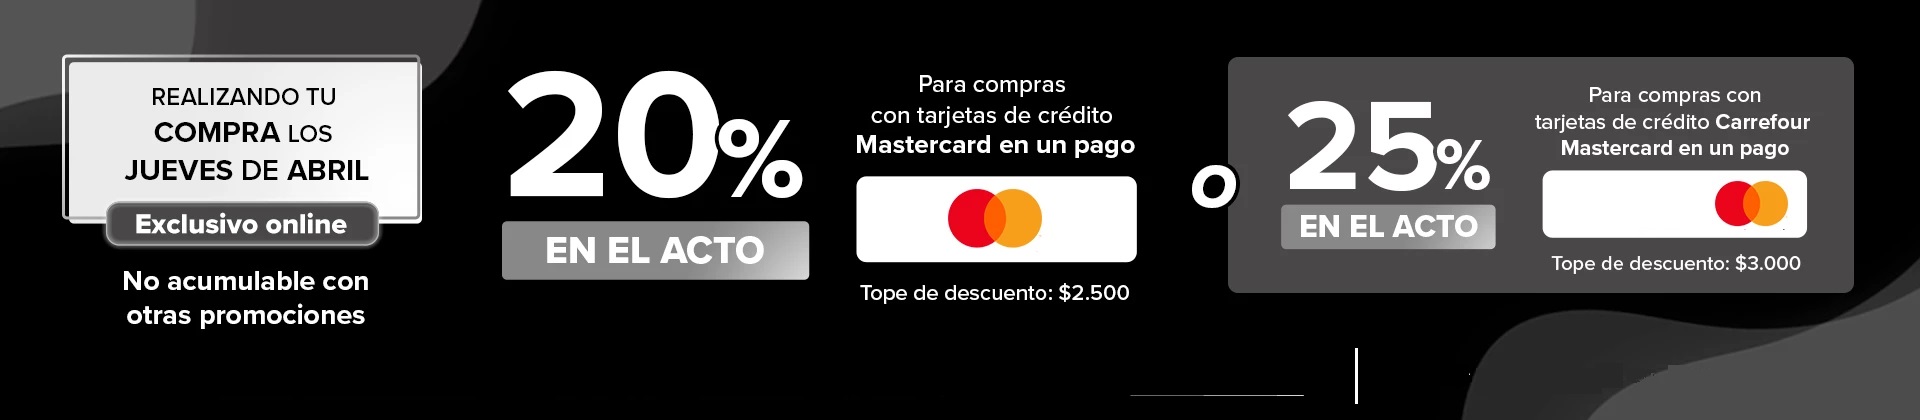 REALIZANDO TU
COMPRA LOS
JUEVES DE ABRIL
Exclusivo online
No acumulable con
otras promociones
20%
EN EL ACTO
Para compras
con tarjetas de crédito
Mastercard en un pago
Tope de descuento: $2.500
O
25%
EN EL ACTO
Para compras con
tarjetas de crédito Carrefour
Mastercard en un pago
Tope de descuento: $3.000